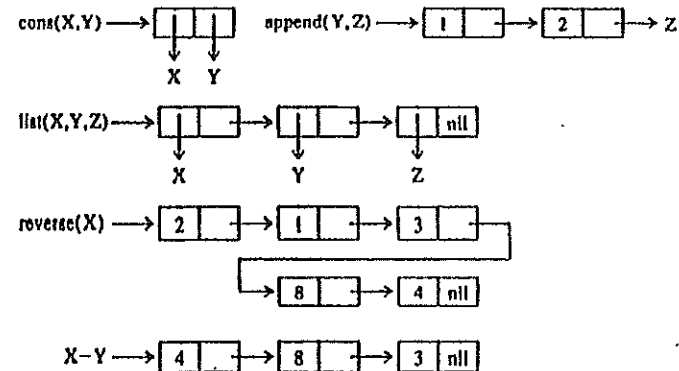 cons(X,Y) append(Y,Z) 1 2 Z
X Y
list(X,Y,Z) nil
X Y Z
reverse(X) 2 1 3
8 4 nil
X-Y 4 8 3 nil